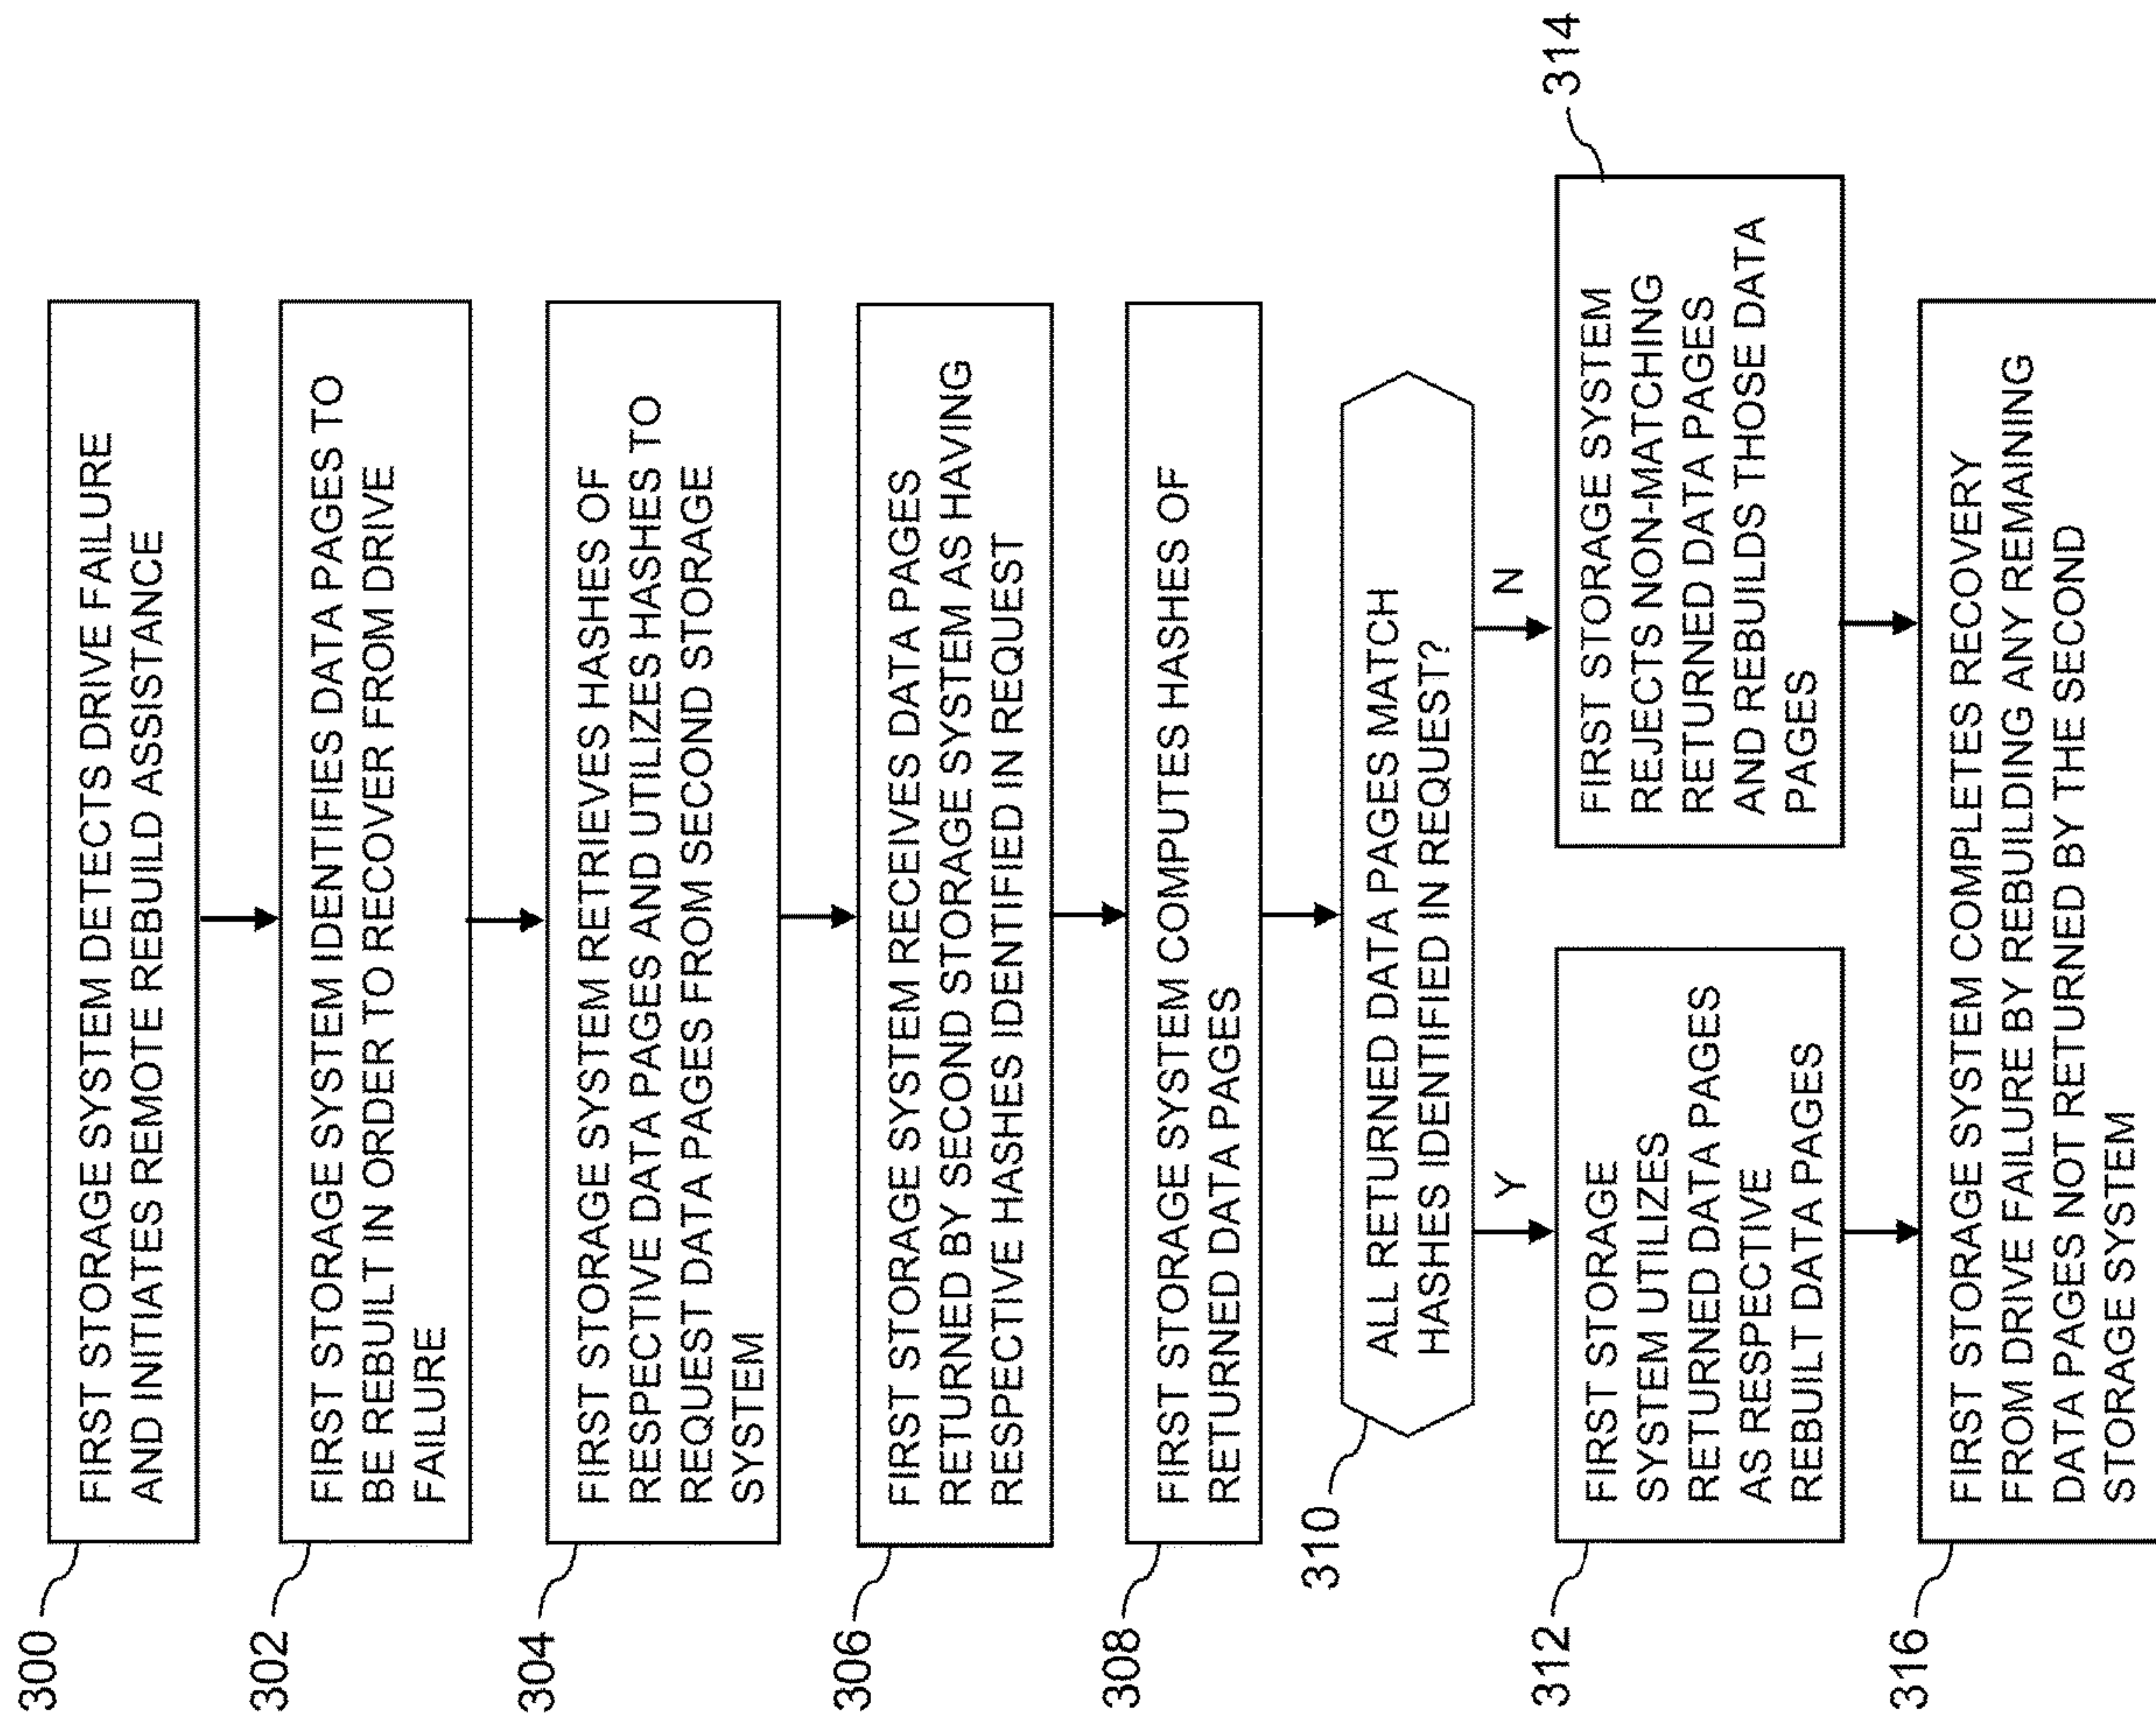 300
FIRST STORAGE SYSTEM DETECTS DRIVE FAILURE
AND INITIATES REMOTE REBUILD ASSISTANCE
302
FIRST STORAGE SYSTEM IDENTIFIES DATA PAGES TO
BE REBUILT IN ORDER TO RECOVER FROM DRIVE
FAILURE
304
FIRST STORAGE SYSTEM RETRIEVES HASHES OF
RESPECTIVE DATA PAGES AND UTILIZES HASHES TO
REQUEST DATA PAGES FROM SECOND STORAGE
SYSTEM
306
FIRST STORAGE SYSTEM RECEIVES DATA PAGES
RETURNED BY SECOND STORAGE SYSTEM AS HAVING
RESPECTIVE HASHES IDENTIFIED IN REQUEST
308
FIRST STORAGE SYSTEM COMPUTES HASHES OF
RETURNED DATA PAGES
310
ALL RETURNED DATA PAGES MATCH
HASHES IDENTIFIED IN REQUEST?
Y
N
312
FIRST STORAGE
SYSTEM UTILIZES
RETURNED DATA PAGES
AS RESPECTIVE
REBUILT DATA PAGES
314
FIRST STORAGE SYSTEM
REJECTS NON-MATCHING
RETURNED DATA PAGES
AND REBUILDS THOSE DATA
PAGES
316
FIRST STORAGE SYSTEM COMPLETES RECOVERY
FROM DRIVE FAILURE BY REBUILDING ANY REMAINING
DATA PAGES NOT RETURNED BY THE SECOND
STORAGE SYSTEM